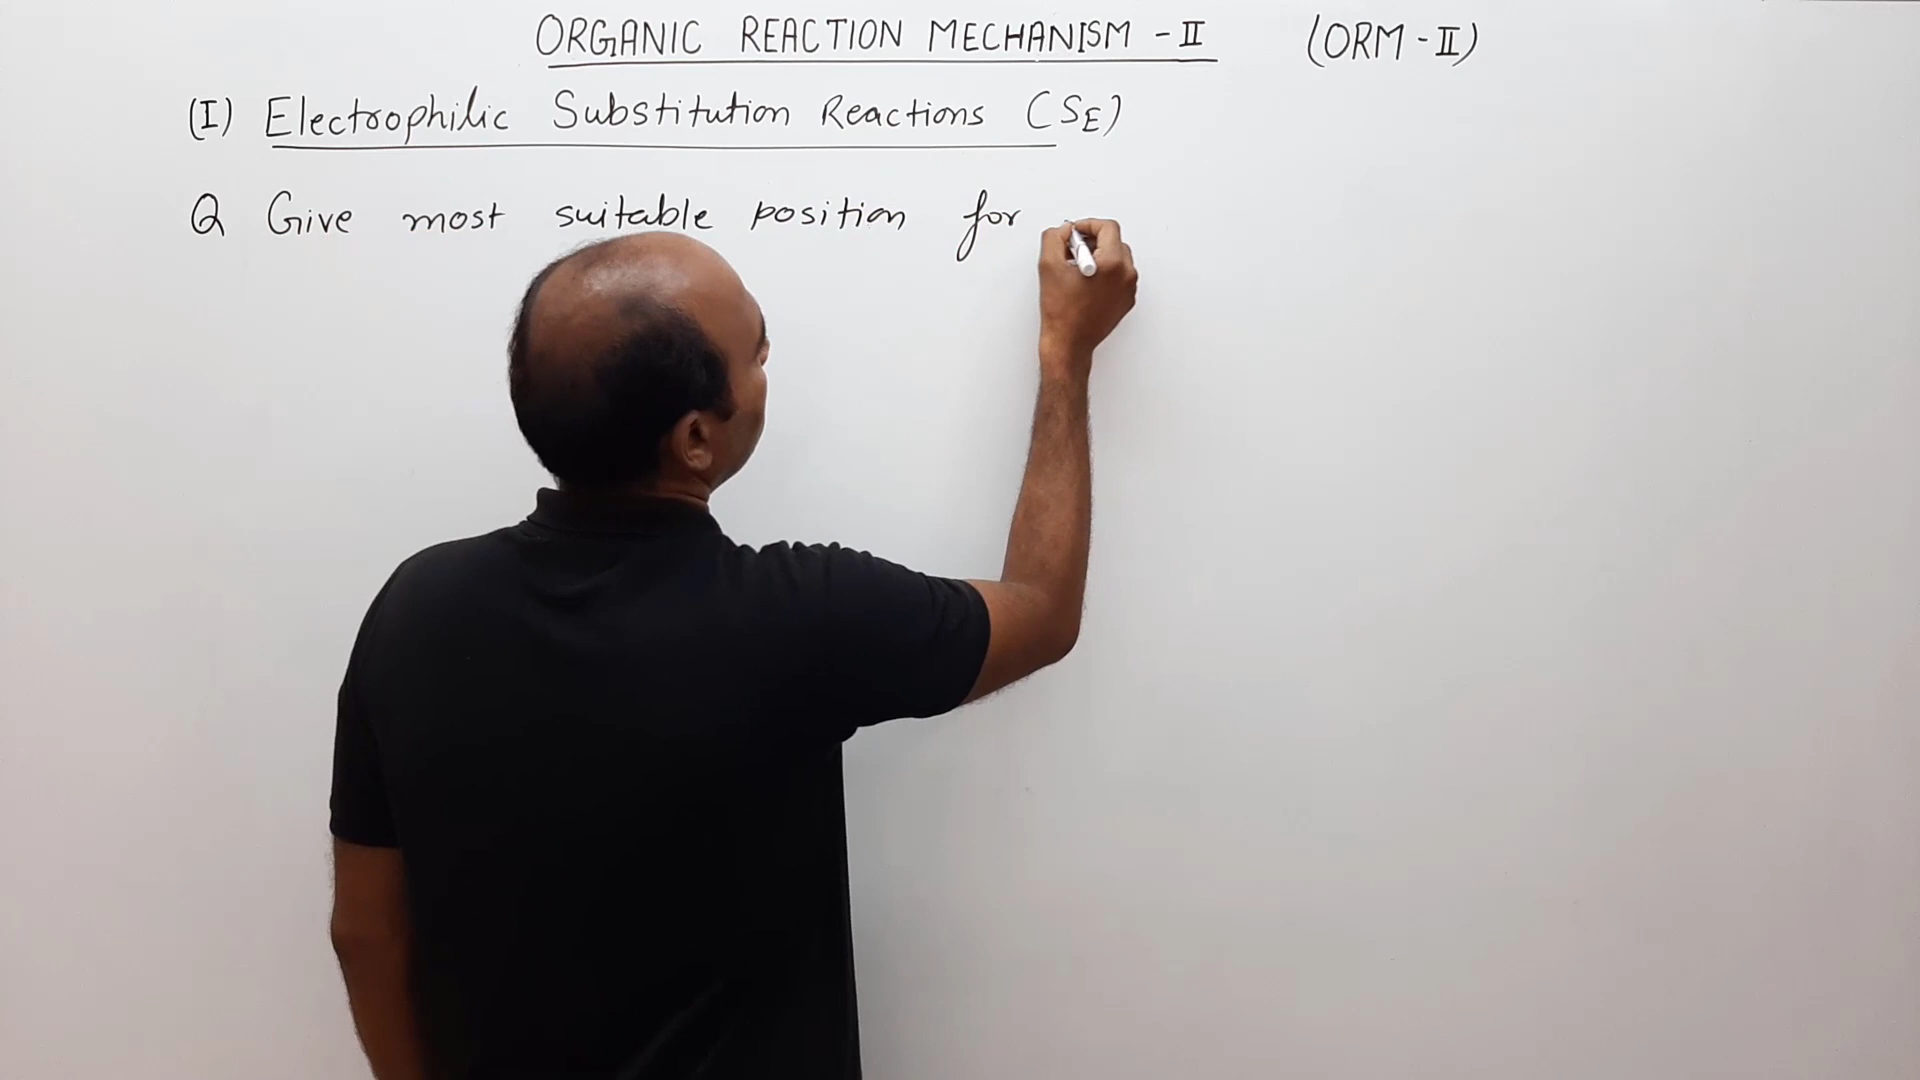 ORGANIC REACTION MECHANISM - II (ORM - II)
(I) Electrophilic Substitution Reactions (SE)
Q Give most suitable position for